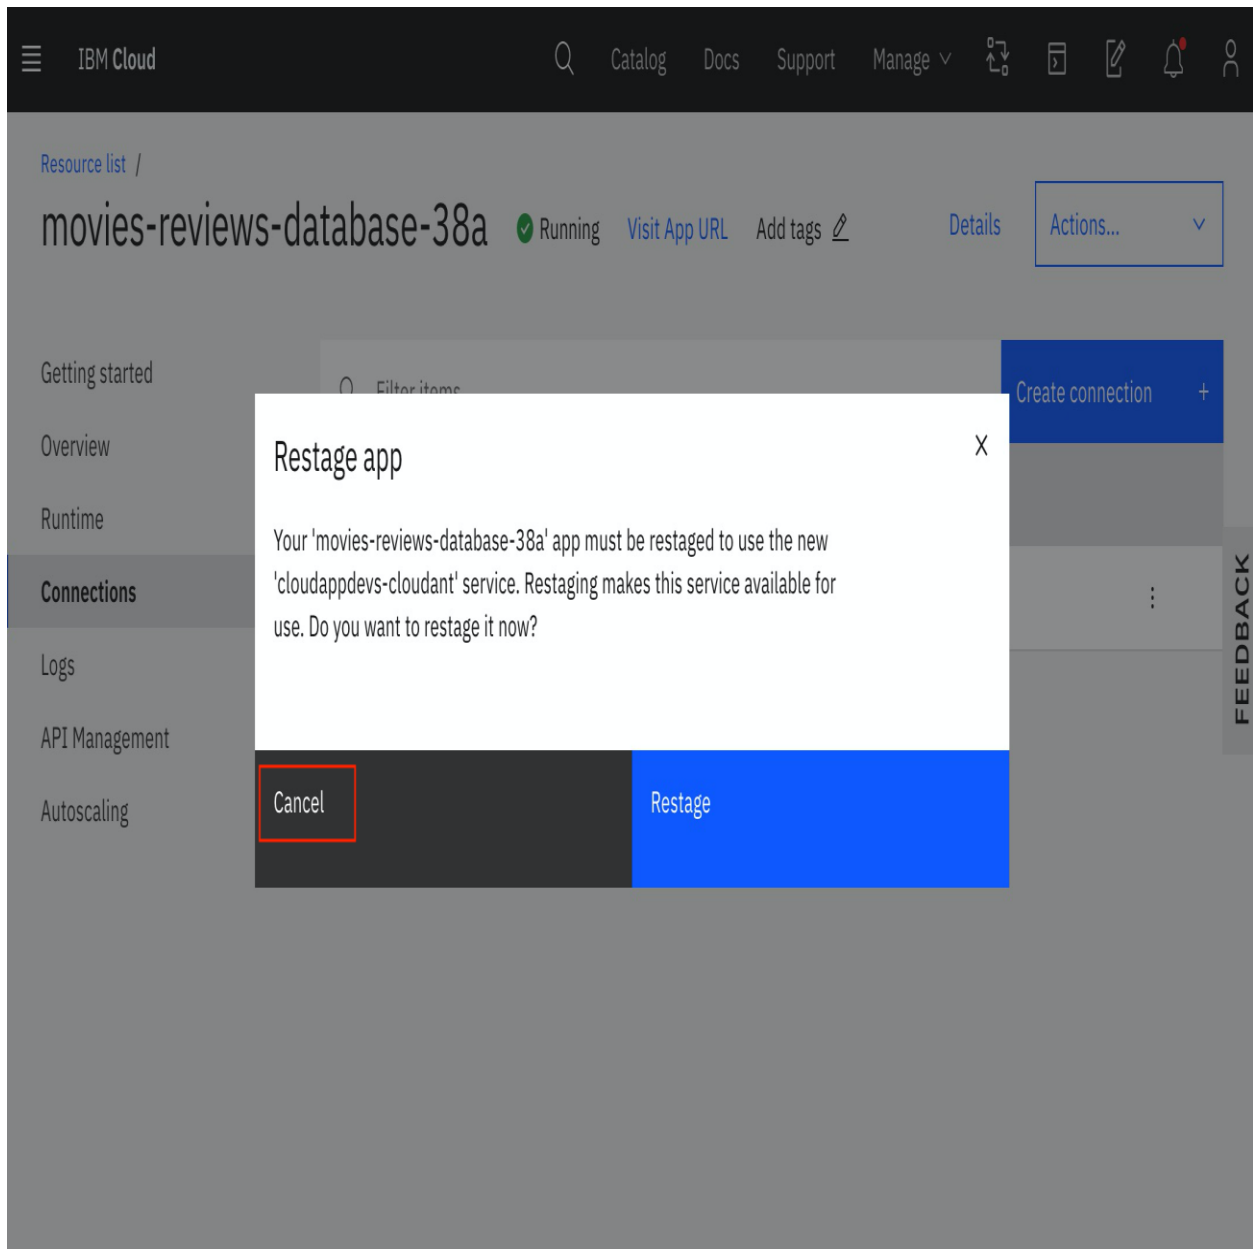 IBM Cloud
Catalog
Docs
Support
Manage
Resource list /
movies-reviews-database-38a
Running
Visit App URL
Add tags
Details
Actions...
Getting started
Filter items
Create connection +
Overview
Runtime
Connections
Logs
API Management
Autoscaling
Restage app
X
Your 'movies-reviews-database-38a' app must be restaged to use the new
'cloudappdevs-cloudant' service. Restaging makes this service available for
use. Do you want to restage it now?
Cancel
Restage
FEEDBACK